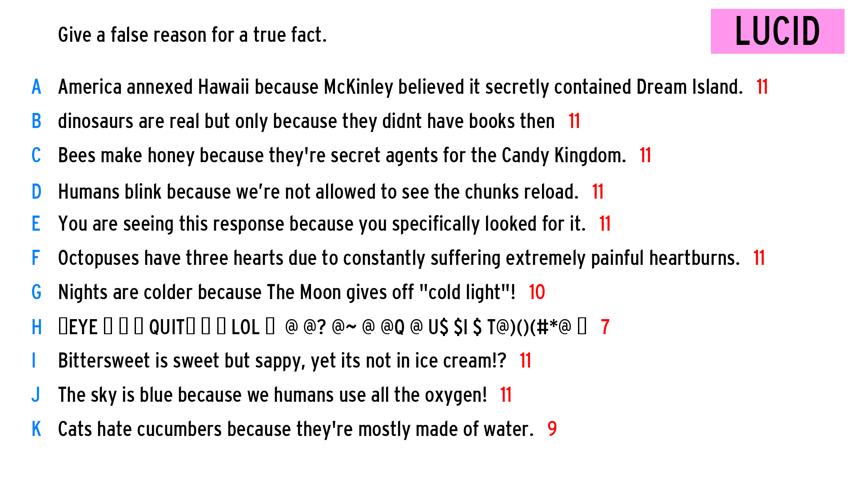 Give a false reason for a true fact.
LUCID
A America annexed Hawaii because McKinley believed it secretly contained Dream Island. 11
B dinosaurs are real but only because they didnt have books then 11
C Bees make honey because they're secret agents for the Candy Kingdom. 11
D Humans blink because we’re not allowed to see the chunks reload. 11
E You are seeing this response because you specifically looked for it. 11
F Octopuses have three hearts due to constantly suffering extremely painful heartburns. 11
G Nights are colder because The Moon gives off "cold light"! 10
H ▯EYE ▯ ▯ ▯ QUIT▯ ▯ ▯ LOL ▯ @ @? @~ @ @Q @ U$ $I $ T@)()(#*@ ▯ 7
I Bittersweet is sweet but sappy, yet its not in ice cream!? 11
J The sky is blue because we humans use all the oxygen! 11
K Cats hate cucumbers because they're mostly made of water. 9